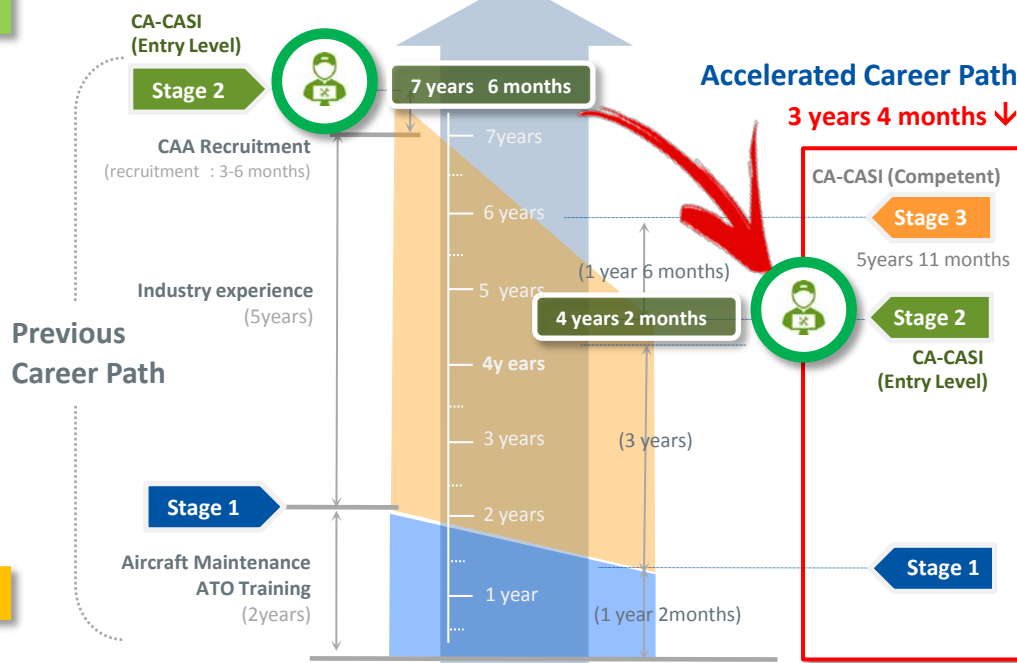 CA-CASI
(Entry Level)
Stage 2
7 years 6 months
Accelerated Career Path
3 years 4 months ↓
CAA Recruitment
(recruitment : 3-6 months)
7years
CA-CASI (Competent)
6 years
Stage 3
5years 11 months
(1 year 6 months)
Industry experience
(5years)
5 years
4 years 2 months
Stage 2
CA-CASI
(Entry Level)
Previous
Career Path
4y ears
3 years
(3 years)
Stage 1
2 years
Aircraft Maintenance
ATO Training
(2years)
Stage 1
1 year
(1 year 2months)